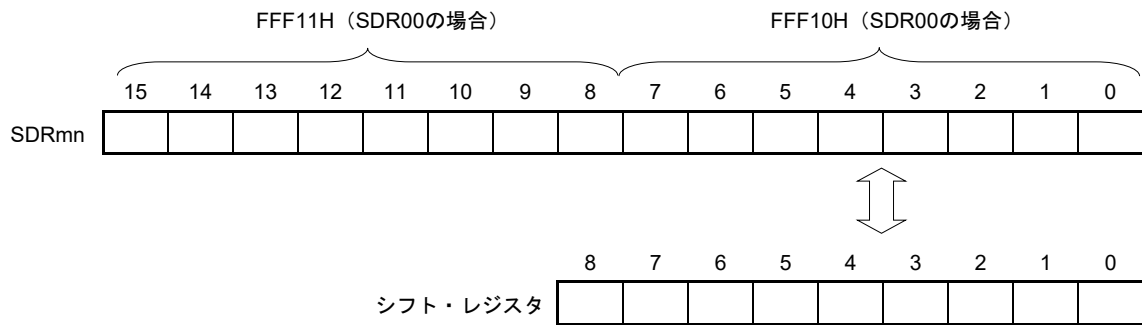 FFF11H（SDR00の場合） FFF10H（SDR00の場合）
15 14 13 12 11 10 9 8 7 6 5 4 3 2 1 0
SDRmn
8 7 6 5 4 3 2 1 0
シフト・レジスタ